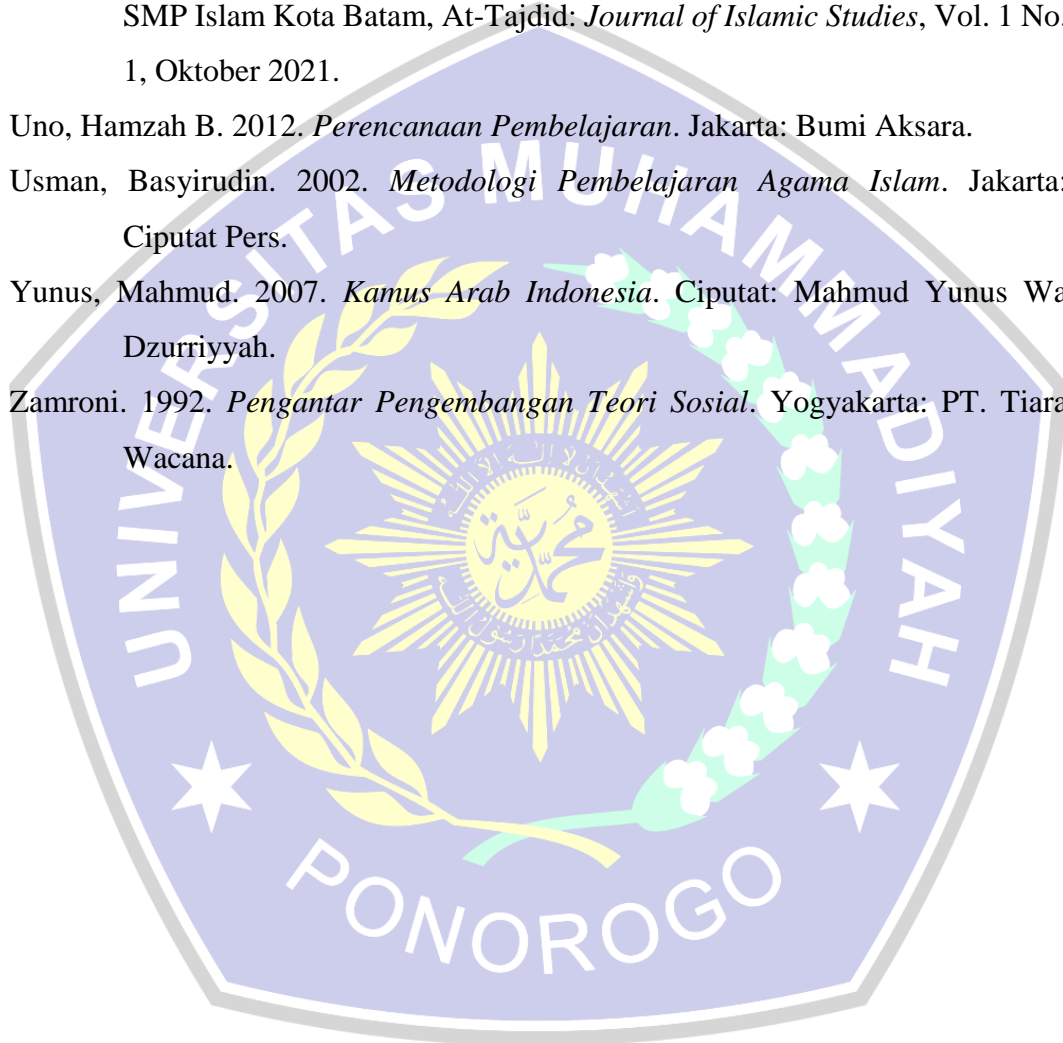 SMP Islam Kota Batam, At-Tajdid: Journal of Islamic Studies, Vol. 1 No.
1, Oktober 2021.
Uno, Hamzah B. 2012. Perencanaan Pembelajaran. Jakarta: Bumi Aksara.
Usman, Basyirudin. 2002. Metodologi Pembelajaran Agama Islam. Jakarta:
Ciputat Pers.
Yunus, Mahmud. 2007. Kamus Arab Indonesia. Ciputat: Mahmud Yunus Wa
Dzurriyyah.
Zamroni. 1992. Pengantar Pengembangan Teori Sosial. Yogyakarta: PT. Tiara
Wacana.
UNIVERSITAS MUHAMMADIYAH
محمدية
PONOROGO